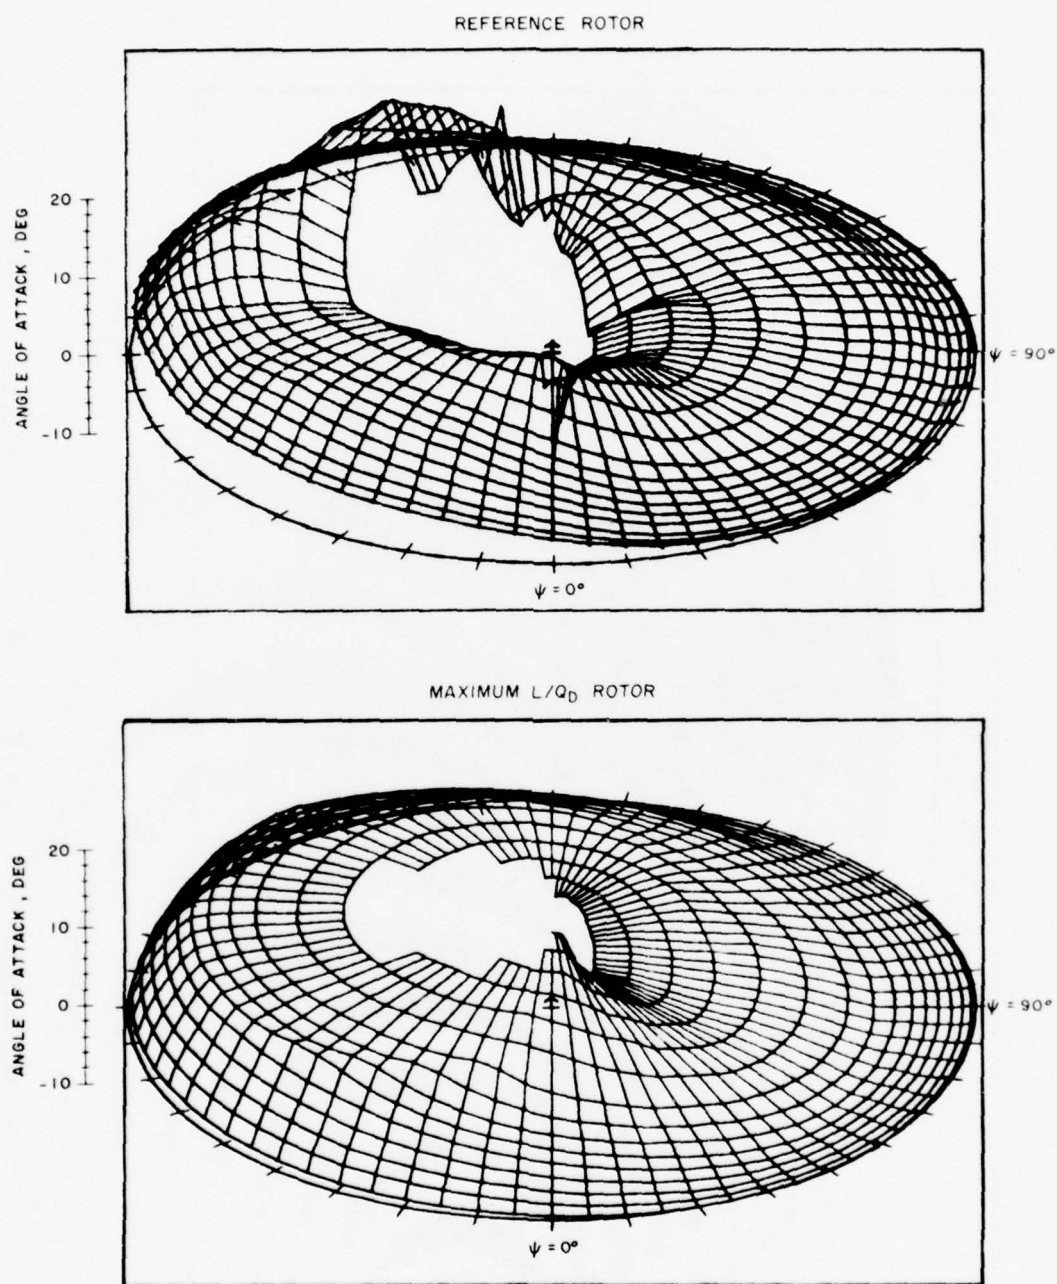 REFERENCE ROTOR
ANGLE OF ATTACK, DEG
20
10
0
-10
ψ = 90°
ψ = 0°
MAXIMUM L/Q_D ROTOR
ANGLE OF ATTACK, DEG
20
10
0
-10
ψ = 90°
ψ = 0°